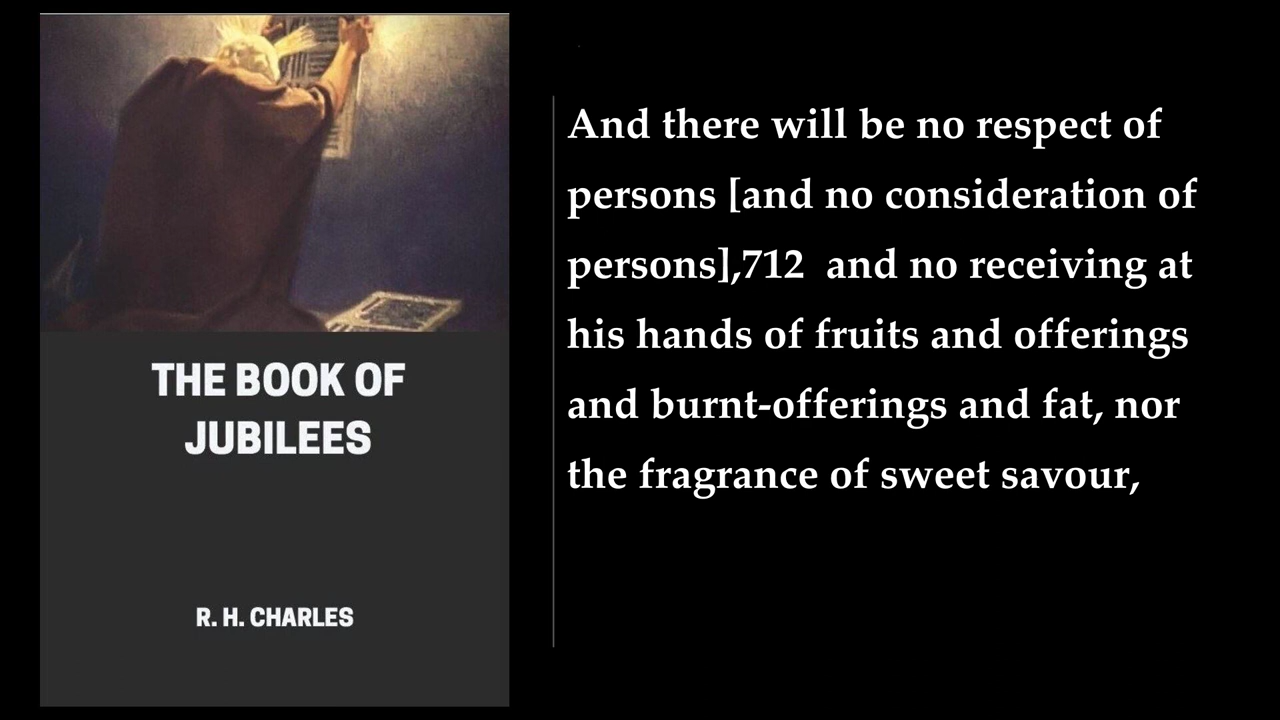 THE BOOK OF
JUBILEES
R. H. CHARLES
And there will be no respect of
persons [and no consideration of
persons],712  and no receiving at
his hands of fruits and offerings
and burnt-offerings and fat, nor
the fragrance of sweet savour,